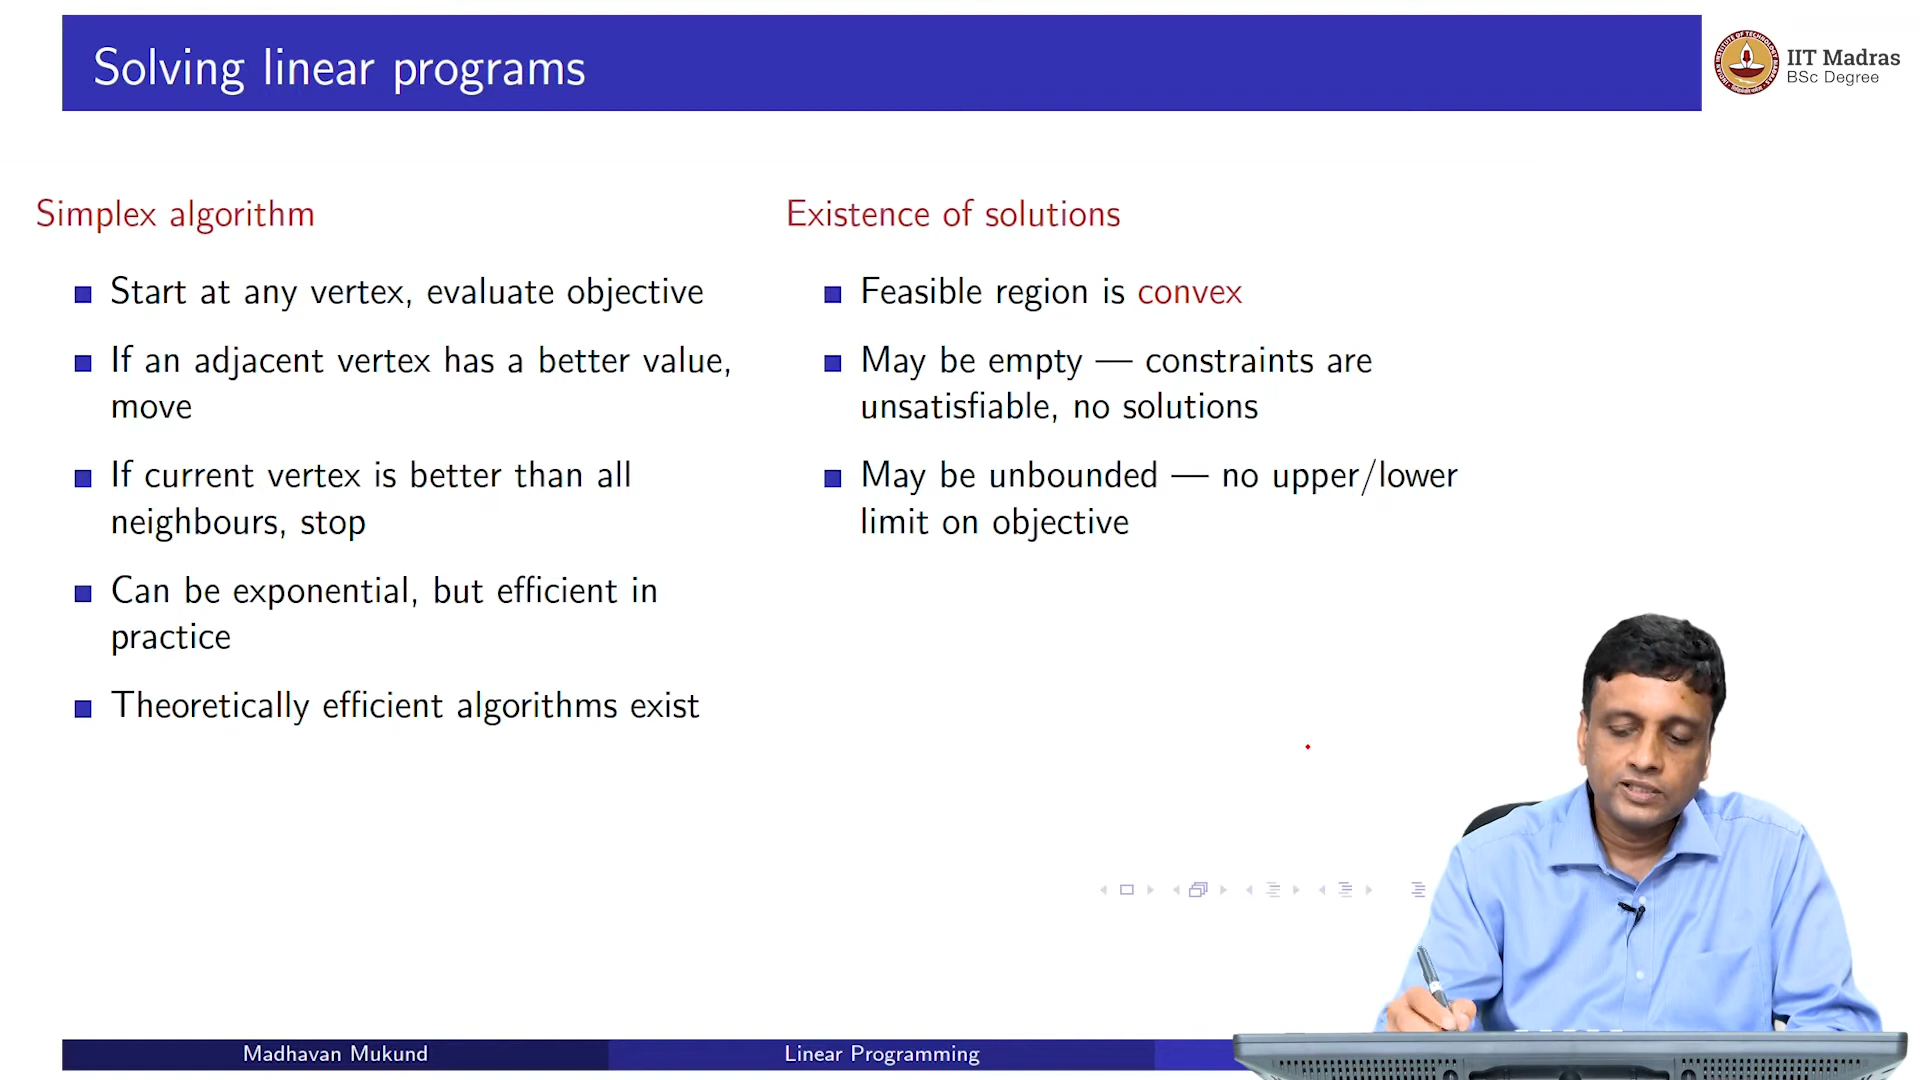 Solving linear programs
IIT Madras
BSc Degree
Simplex algorithm
Start at any vertex, evaluate objective
If an adjacent vertex has a better value,
move
If current vertex is better than all
neighbours, stop
Can be exponential, but efficient in
practice
Theoretically efficient algorithms exist
Existence of solutions
Feasible region is convex
May be empty — constraints are
unsatisfiable, no solutions
May be unbounded — no upper/lower
limit on objective
Madhavan Mukund
Linear Programming